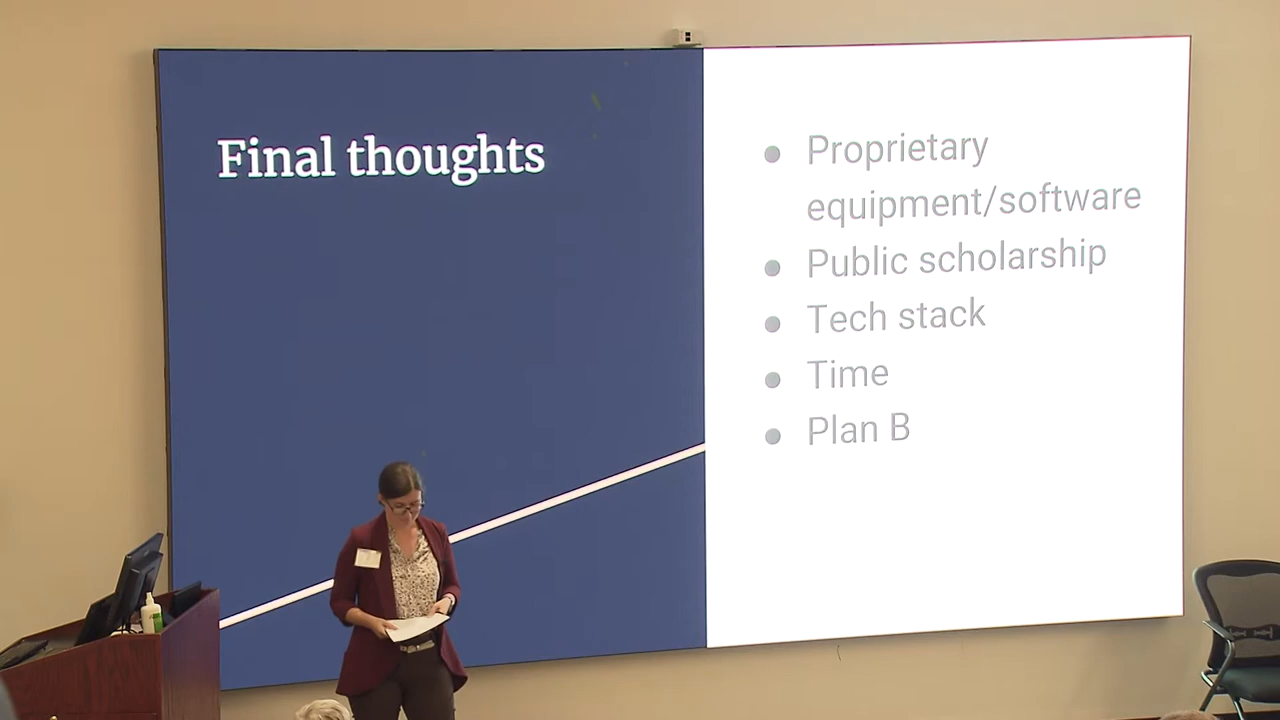 Final thoughts
Proprietary
equipment/software
Public scholarship
Tech stack
Time
Plan B